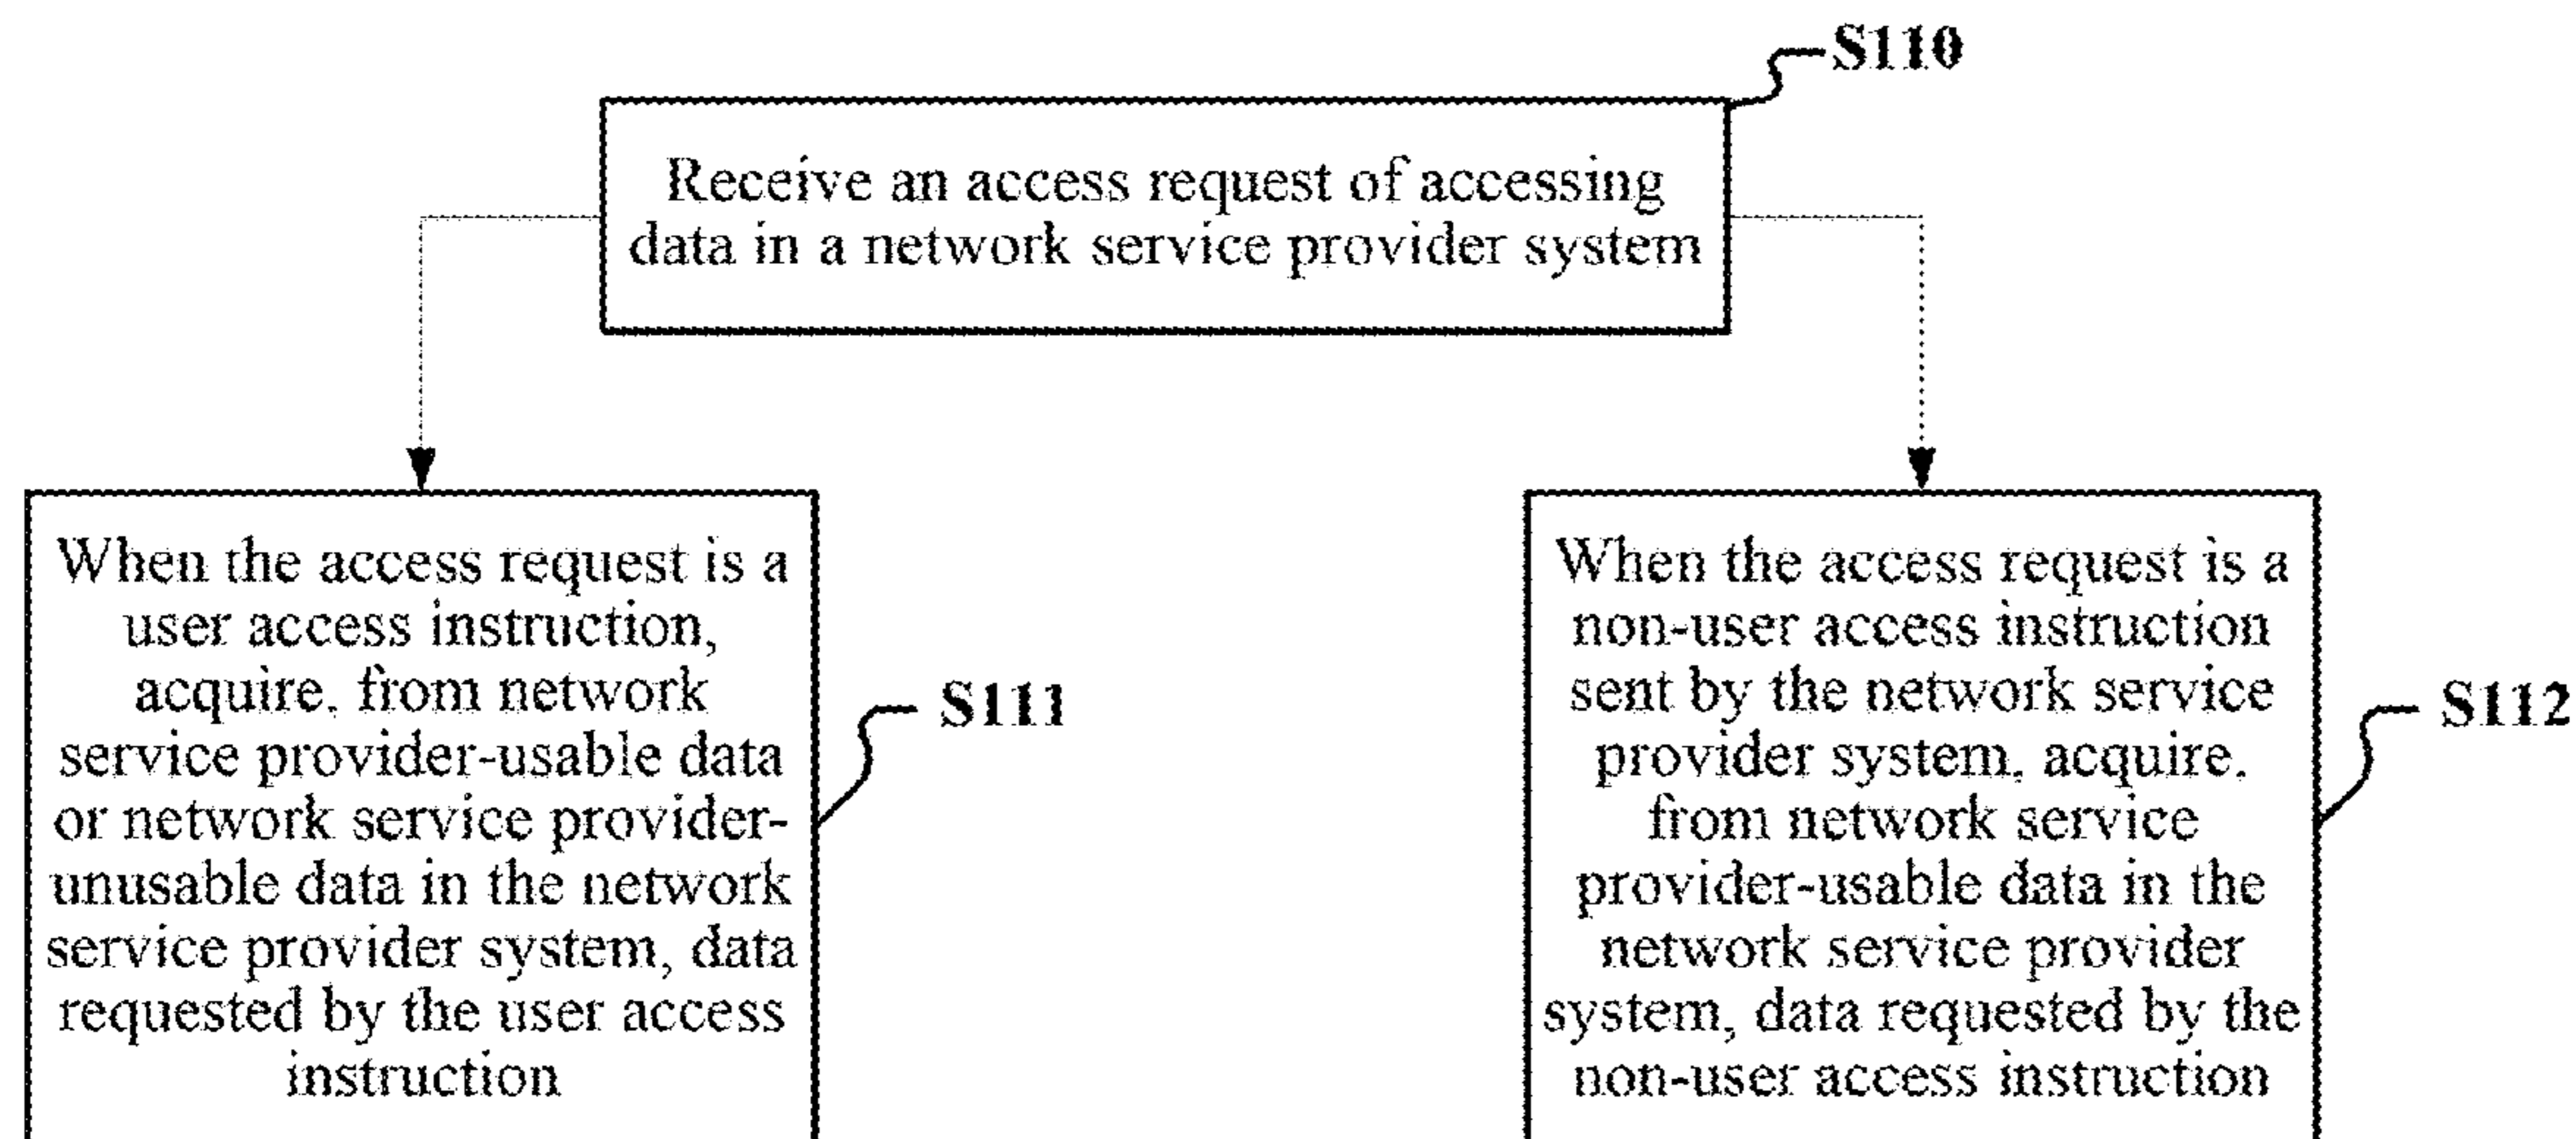 S110
Receive an access request of accessing
data in a network service provider system
When the access request is a
user access instruction,
acquire, from network
service provider-usable data
or network service provider-
unusable data in the network
service provider system, data
requested by the user access
instruction
S111
When the access request is a
non-user access instruction
sent by the network service
provider system, acquire,
from network service
provider-usable data in the
network service provider
system, data requested by the
non-user access instruction
S112